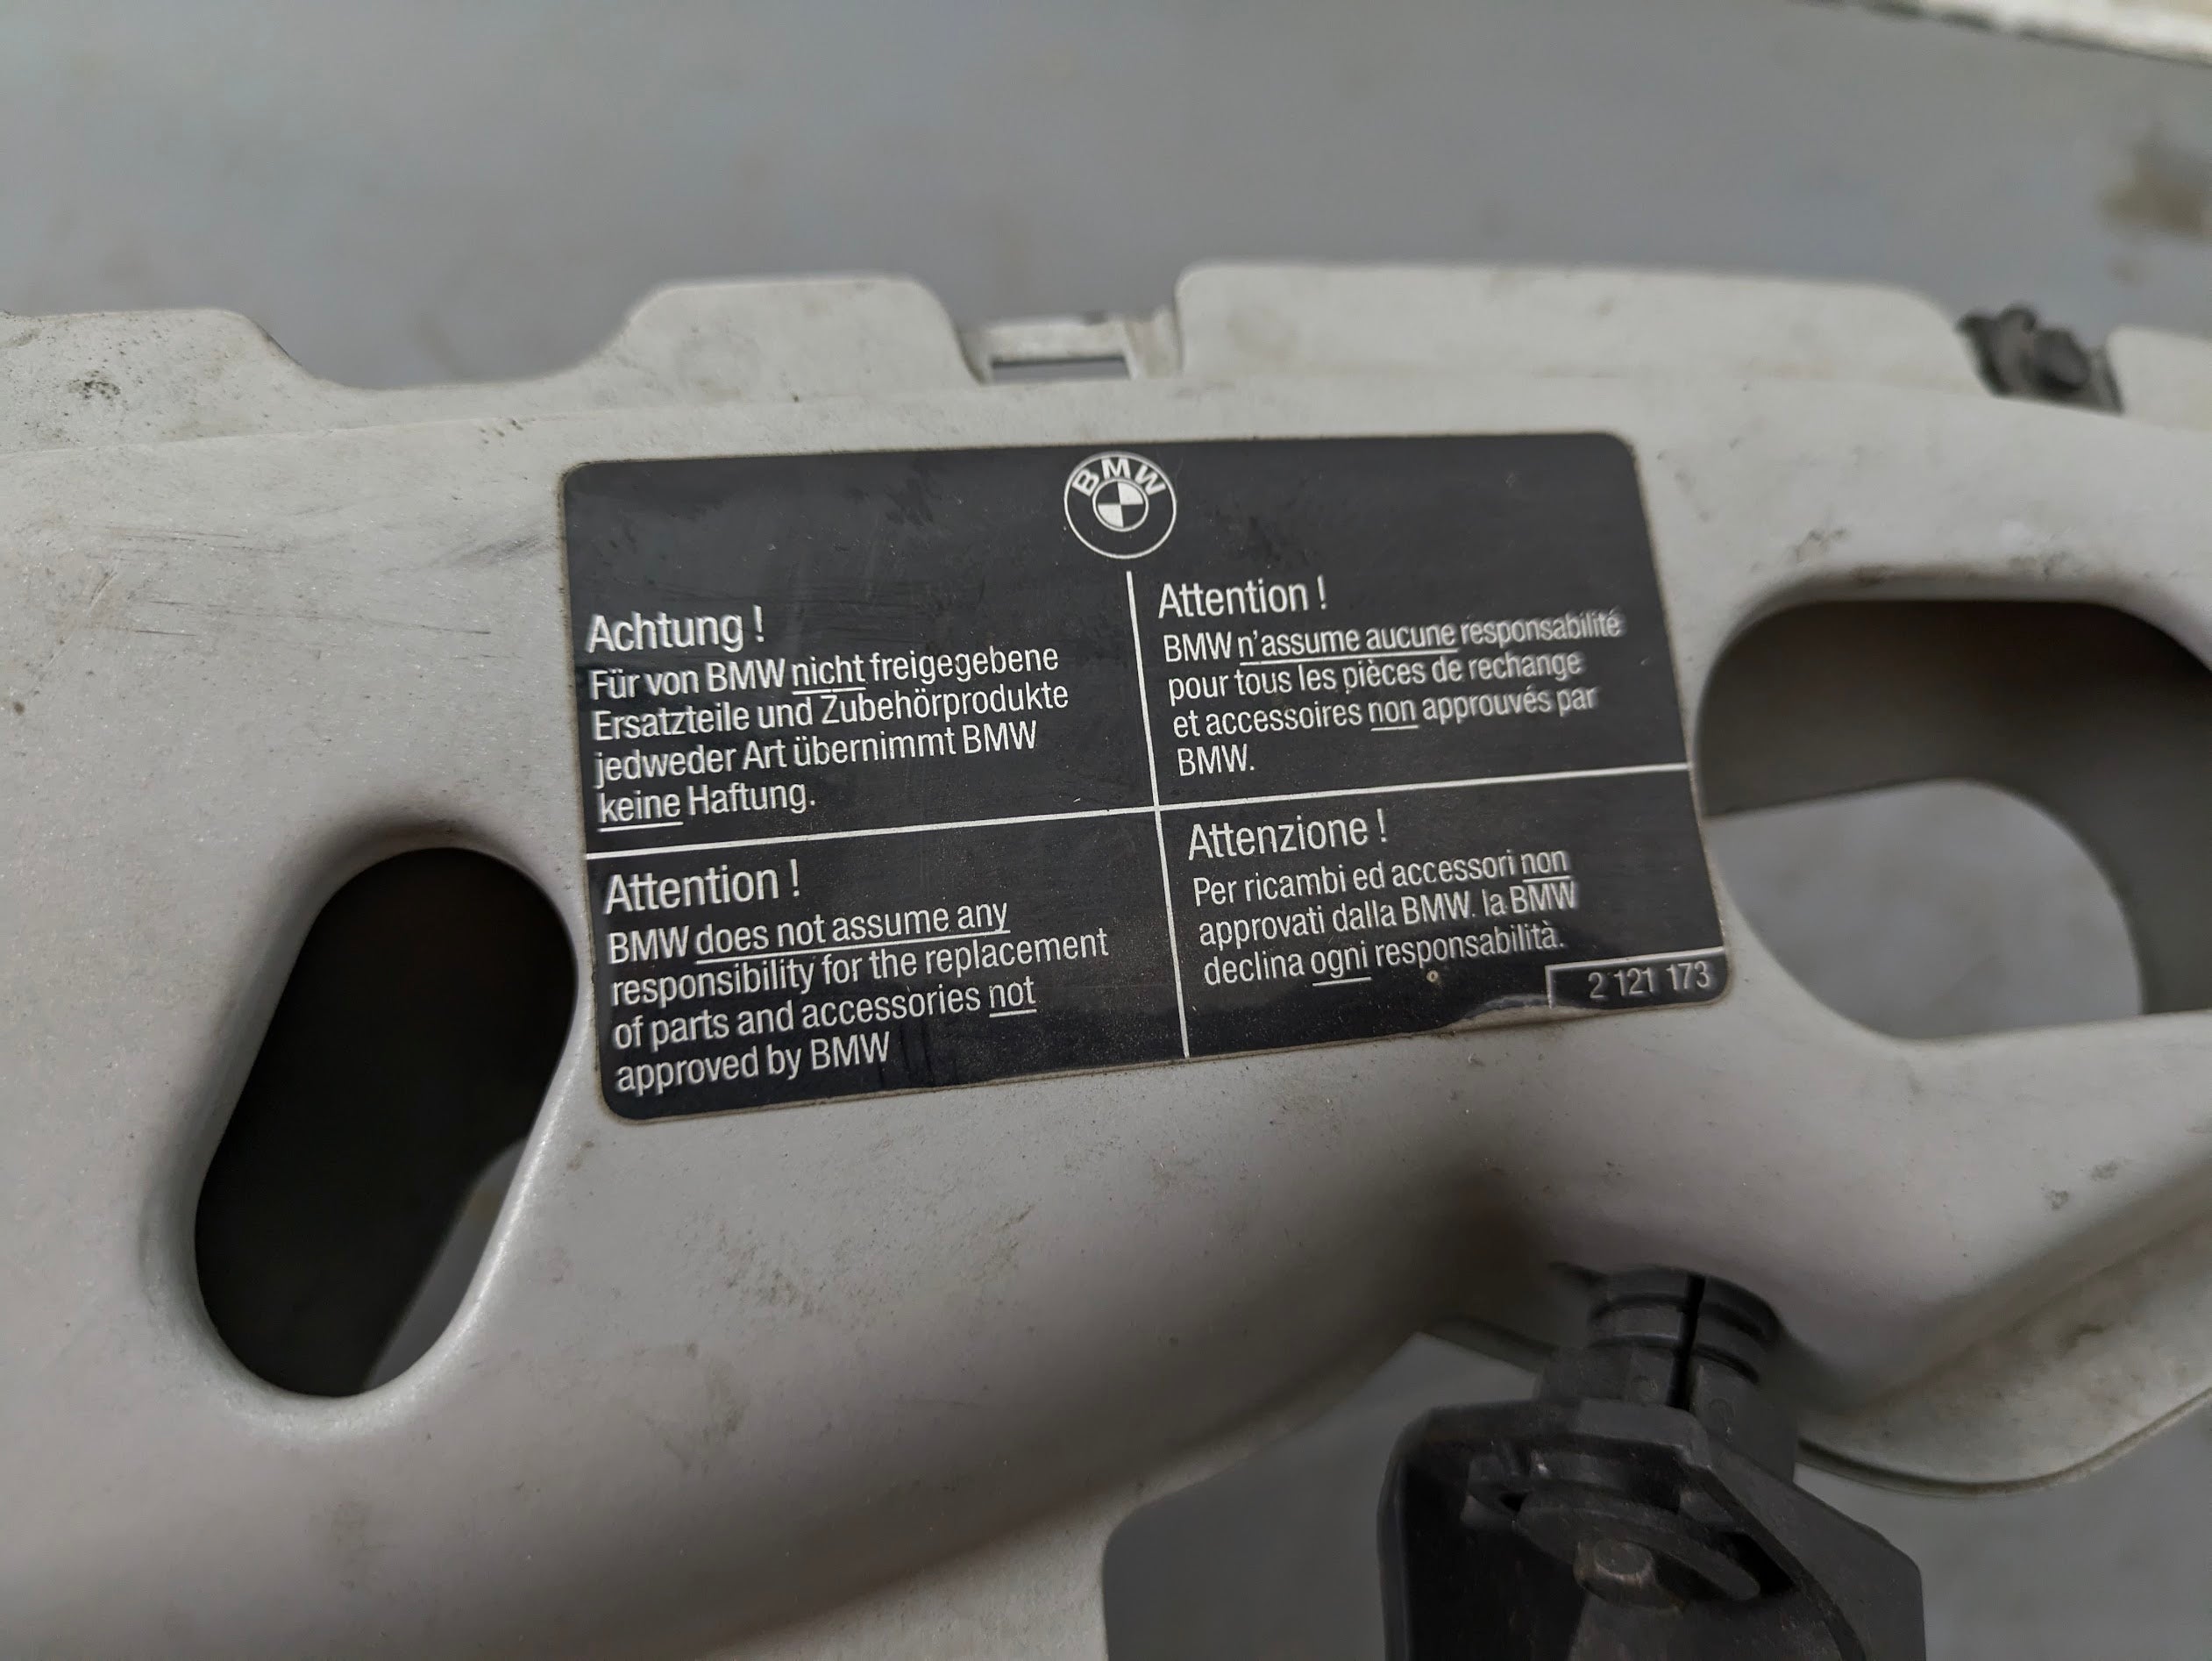 BMW
Achtung !
Für von BMW nicht freigegebene
Ersatzteile und Zubehörprodukte
jedweder Art übernimmt BMW
keine Haftung.
Attention !
BMW n'assume aucune responsabilité
pour tous les pièces de rechange
et accessoires non approuvés par
BMW.
Attention !
BMW does not assume any
responsibility for the replacement
of parts and accessories not
approved by BMW
Attenzione !
Per ricambi ed accessori non
approvati dalla BMW. la BMW
declina ogni responsabilità.
2 121 173